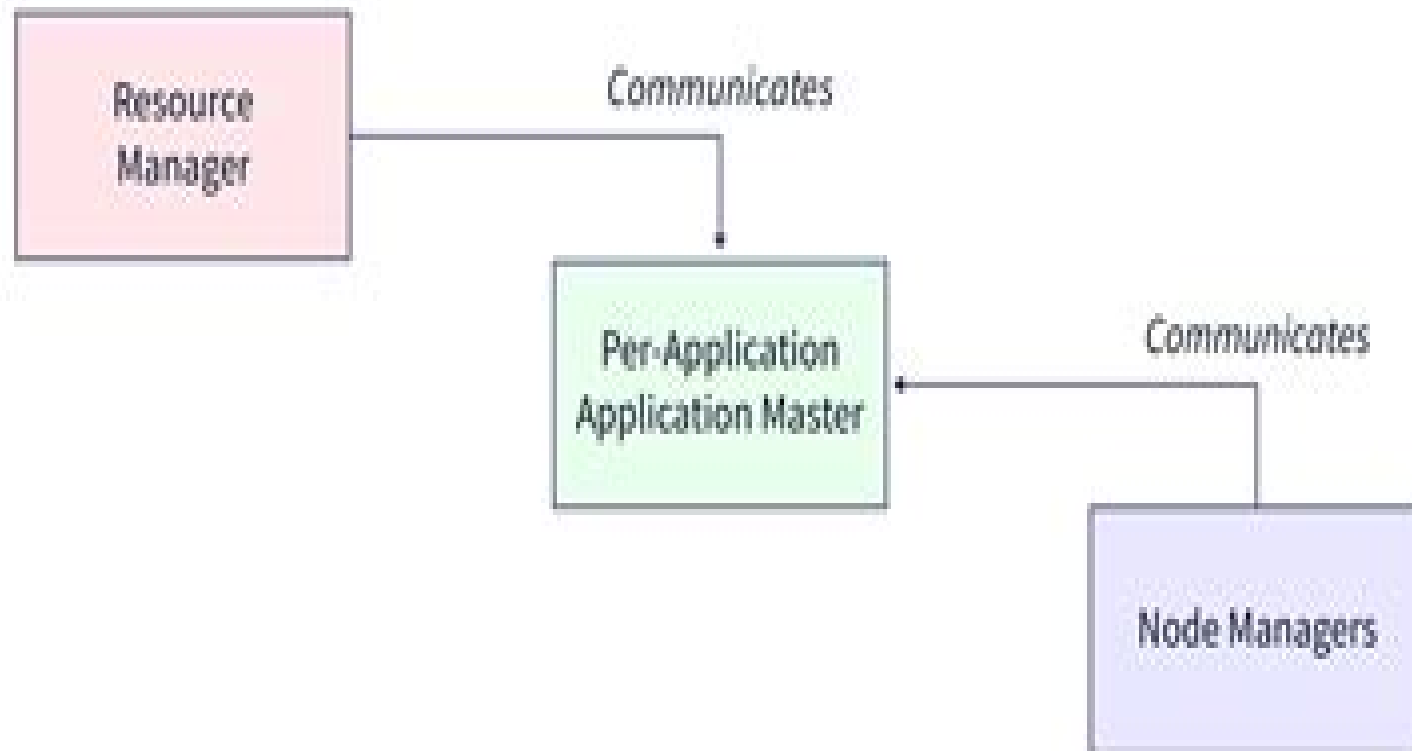 Resource
Manager
Communicates
Per-Application
Application Master
Communicates
Node Managers